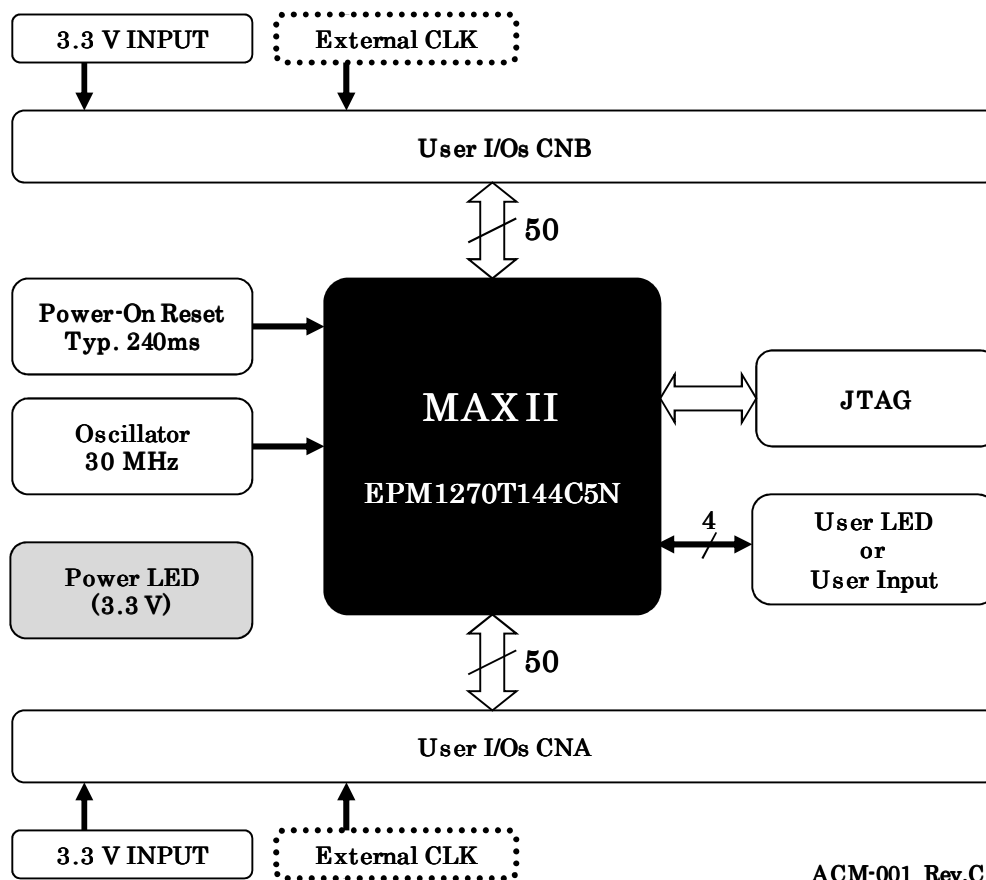 3.3 V INPUT
External CLK
User I/Os CNB
50
Power-On Reset
Typ. 240ms
MAX II
JTAG
Oscillator
30 MHz
EPM1270T144C5N
4
User LED
or
User Input
Power LED
(3.3 V)
50
User I/Os CNA
3.3 V INPUT
External CLK
ACM-001 Rev.C